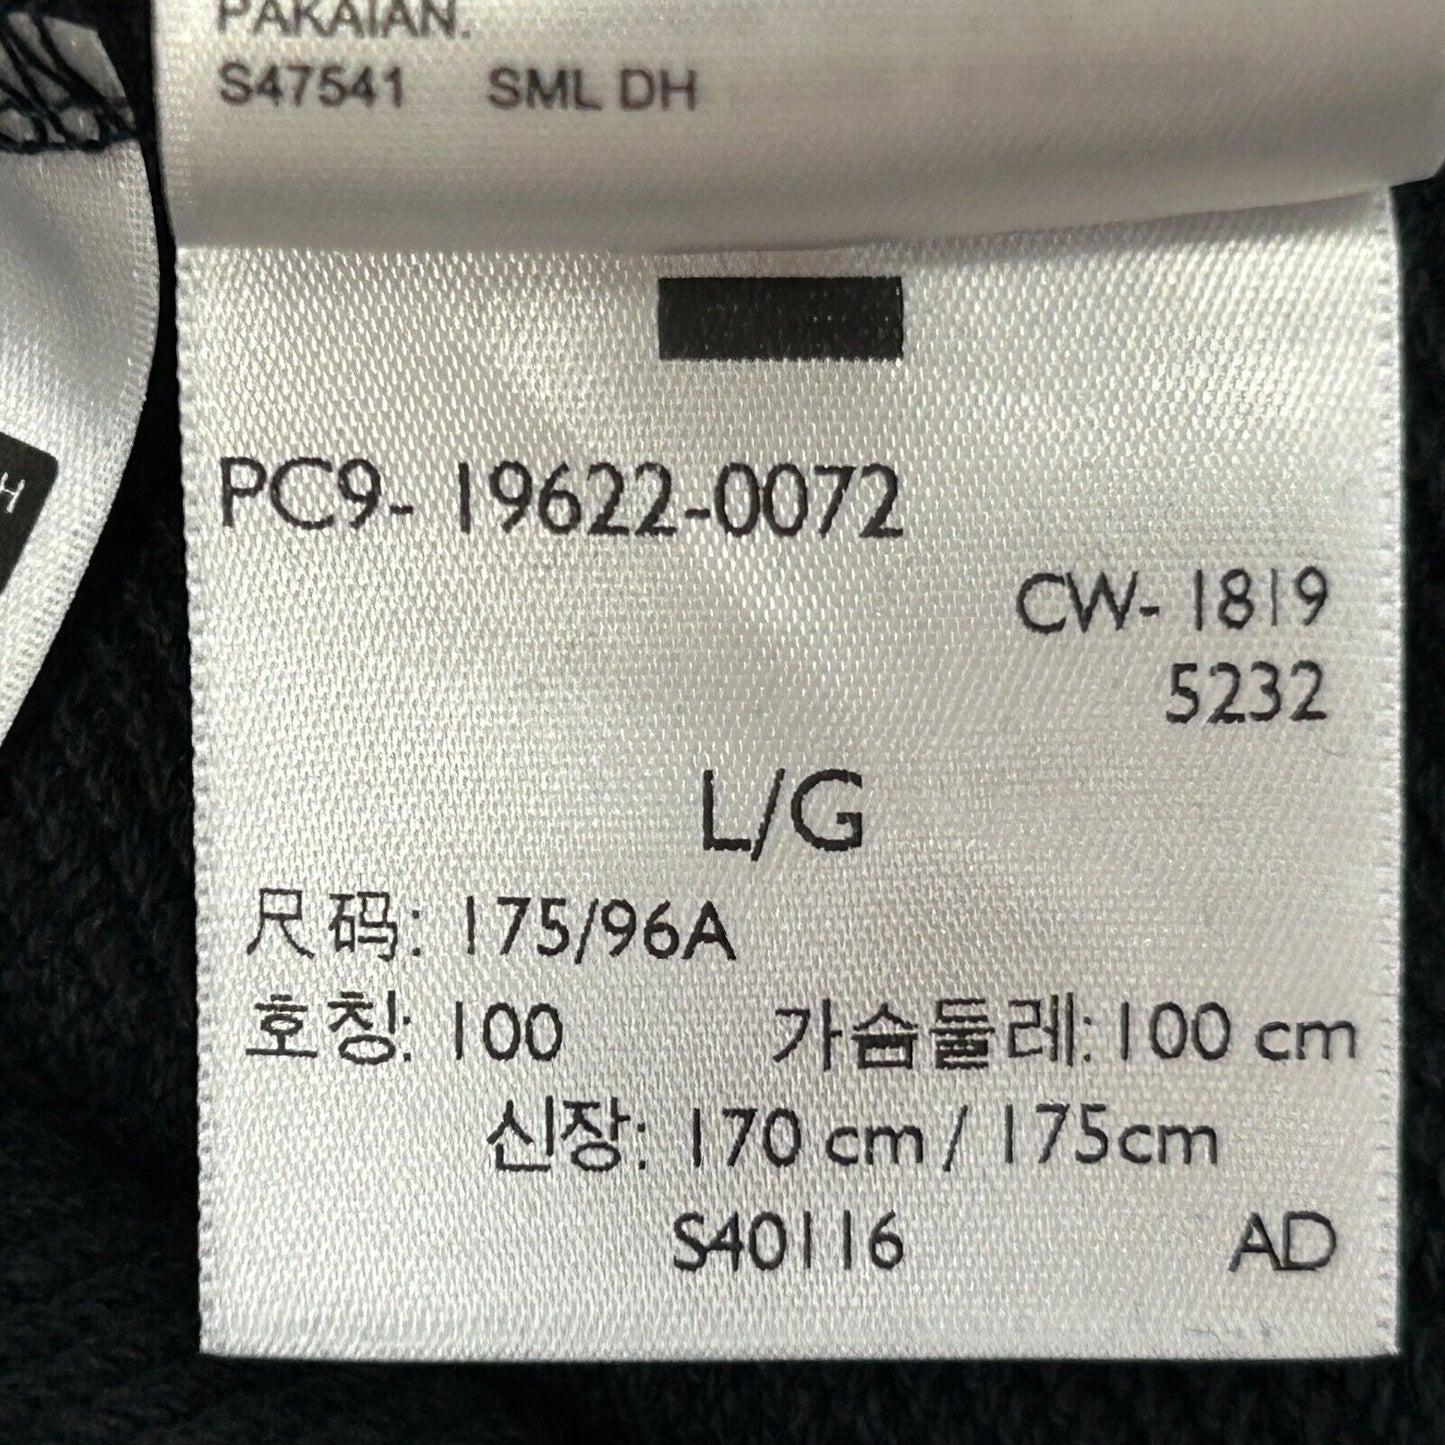 PAKAIAN.
S47541 SML DH
H
PC9- 19622-0072
CW- 1819
5232
L/G
尺码: 175/96A
호칭: 100 가슴둘레: 100 cm
신장: 170 cm / 175cm
S40116 AD